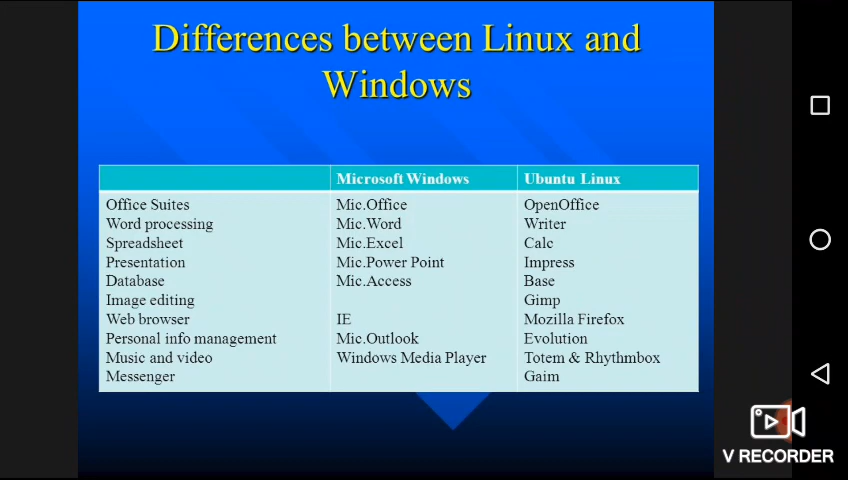 Differences between Linux and
Windows
Microsoft Windows Ubuntu Linux
Office Suites Mic.Office OpenOffice
Word processing Mic.Word Writer
Spreadsheet Mic.Excel Calc
Presentation Mic.Power Point Impress
Database Mic.Access Base
Image editing Gimp
Web browser IE Mozilla Firefox
Personal info management Mic.Outlook Evolution
Music and video Windows Media Player Totem & Rhythmbox
Messenger Gaim
V RECORDER